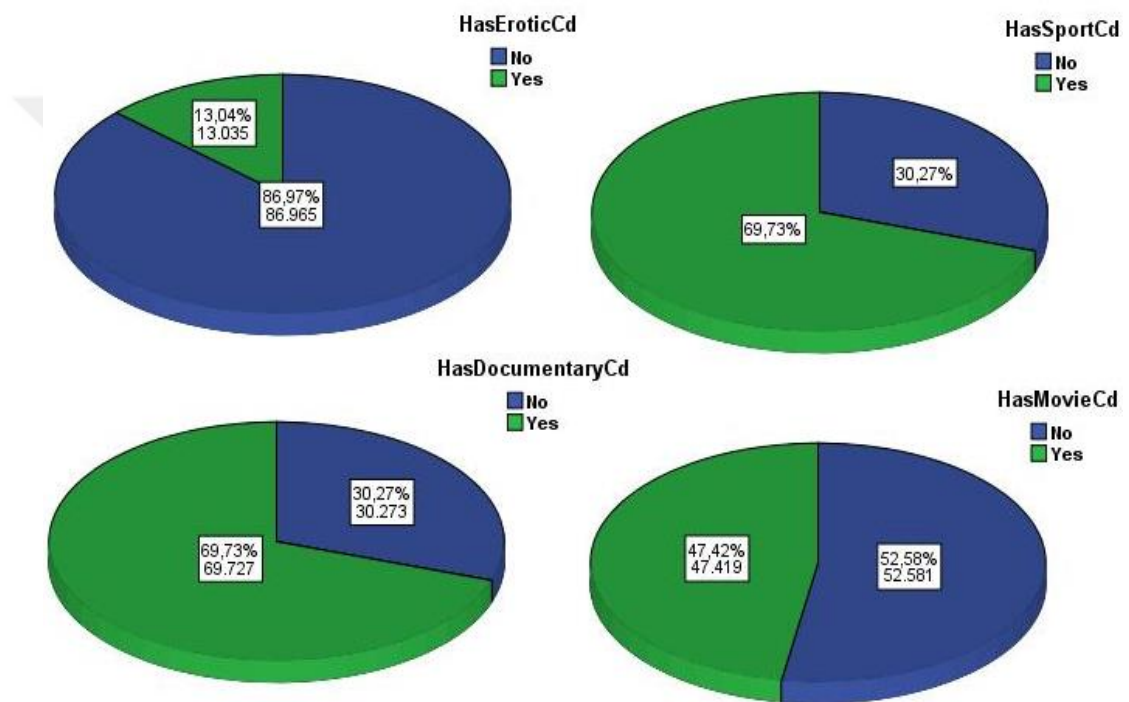 HasEroticCd
No
Yes
13,04%
13.035
86,97%
86.965
HasSportCd
No
Yes
30,27%
69,73%
HasDocumentaryCd
No
Yes
30,27%
30.273
69,73%
69.727
HasMovieCd
No
Yes
47,42%
47.419
52,58%
52.581